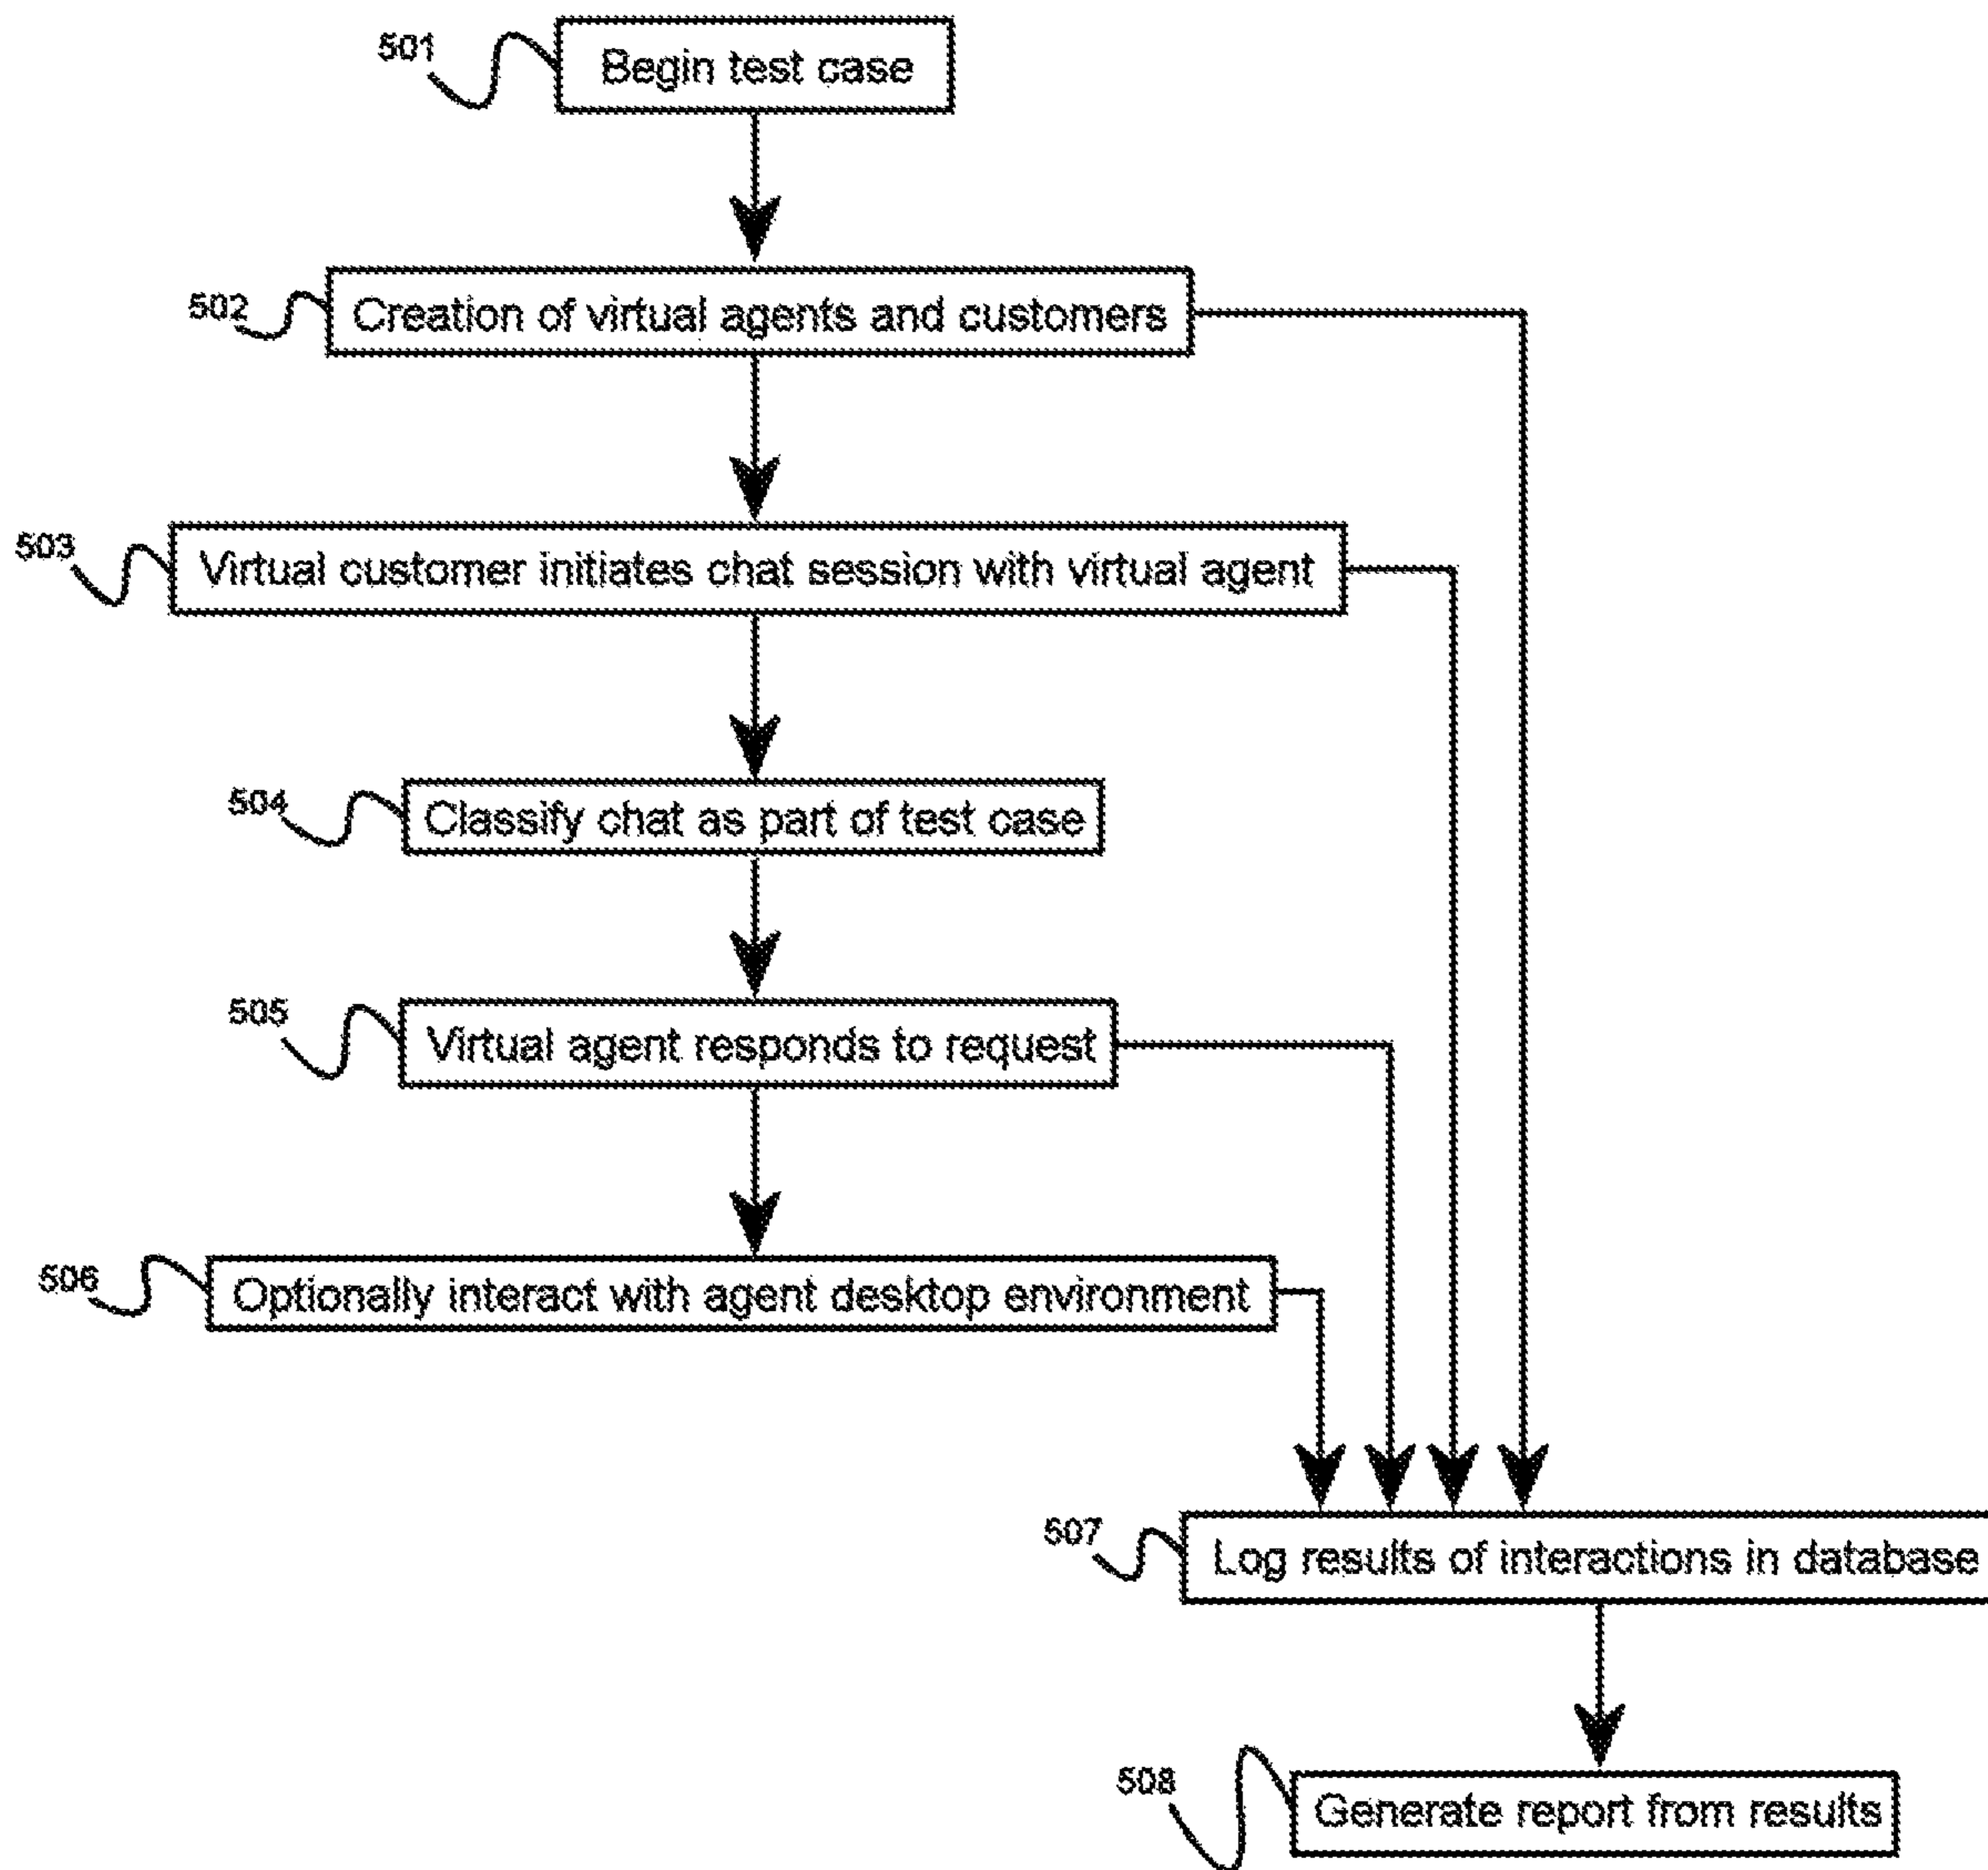 501
Begin test case
502
Creation of virtual agents and customers
503
Virtual customer initiates chat session with virtual agent
504
Classify chat as part of test case
505
Virtual agent responds to request
506
Optionally interact with agent desktop environment
507
Log results of interactions in database
508
Generate report from results